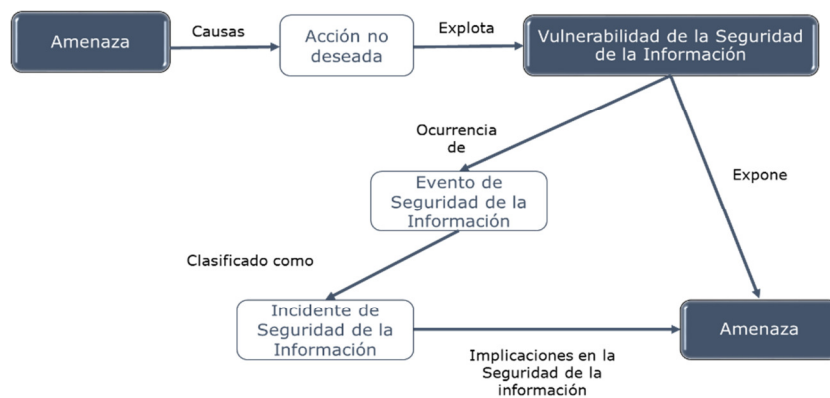 Amenaza
Causas
Acción no
deseada
Explota
Vulnerabilidad de la Seguridad
de la Información
Ocurrencia
de
Expone
Evento de
Seguridad de la
Información
Clasificado como
Incidente de
Seguridad de la
Información
Amenaza
Implicaciones en la
Seguridad de la
información